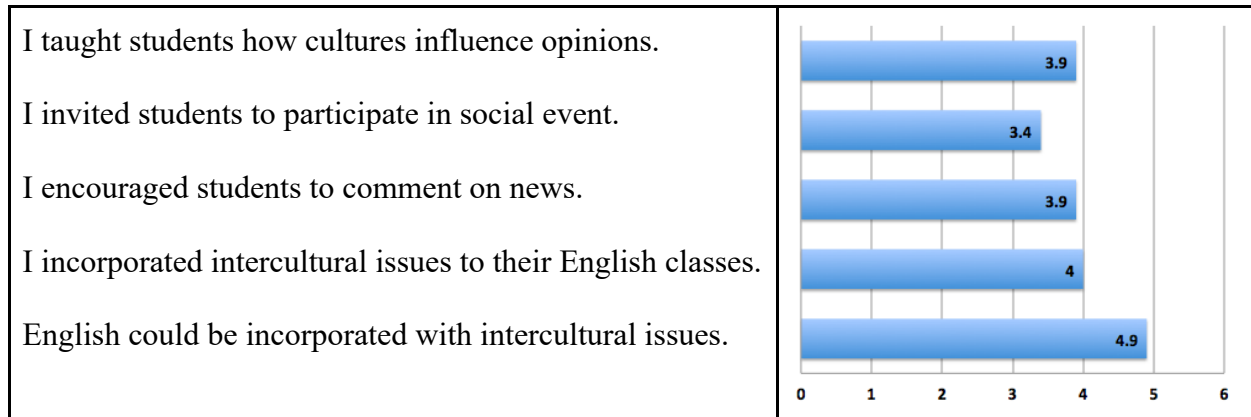 I taught students how cultures influence opinions.
3.9
I invited students to participate in social event.
3.4
I encouraged students to comment on news.
3.9
I incorporated intercultural issues to their English classes.
4
English could be incorporated with intercultural issues.
4.9
0 1 2 3 4 5 6